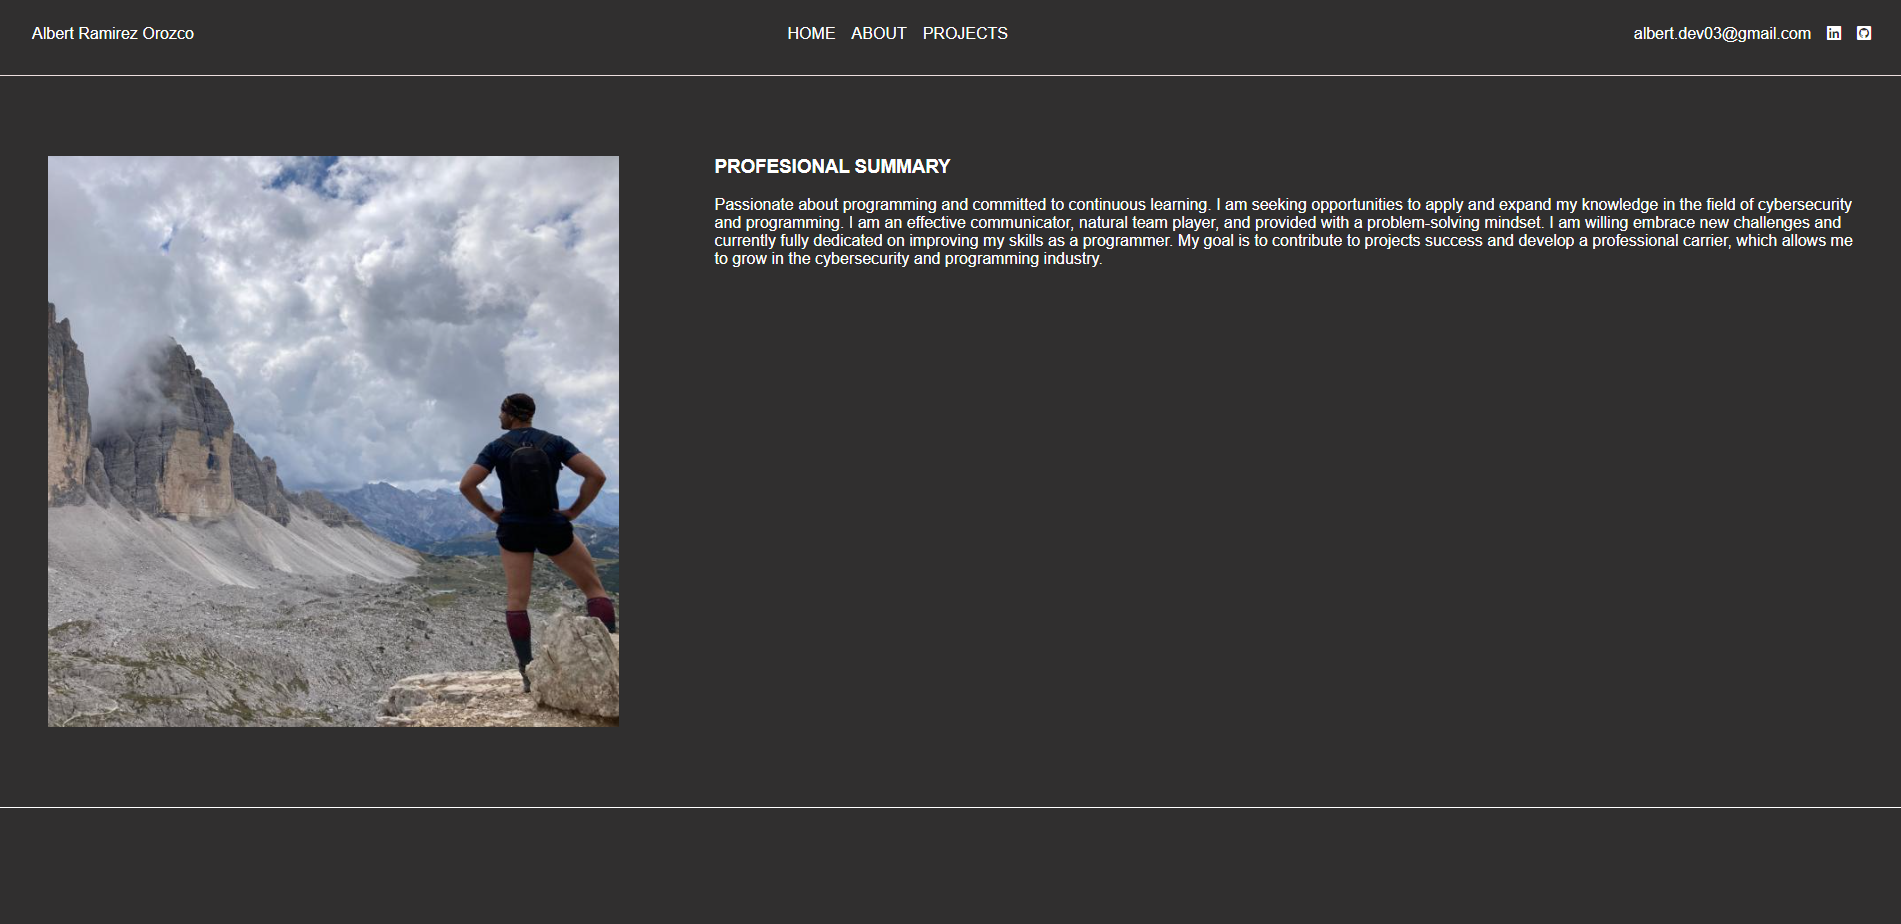 Albert Ramirez Orozco
HOME ABOUT PROJECTS
albert.dev03@gmail.com
PROFESIONAL SUMMARY
Passionate about programming and committed to continuous learning. I am seeking opportunities to apply and expand my knowledge in the field of cybersecurity
and programming. I am an effective communicator, natural team player, and provided with a problem-solving mindset. I am willing embrace new challenges and
currently fully dedicated on improving my skills as a programmer. My goal is to contribute to projects success and develop a professional carrier, which allows me
to grow in the cybersecurity and programming industry.